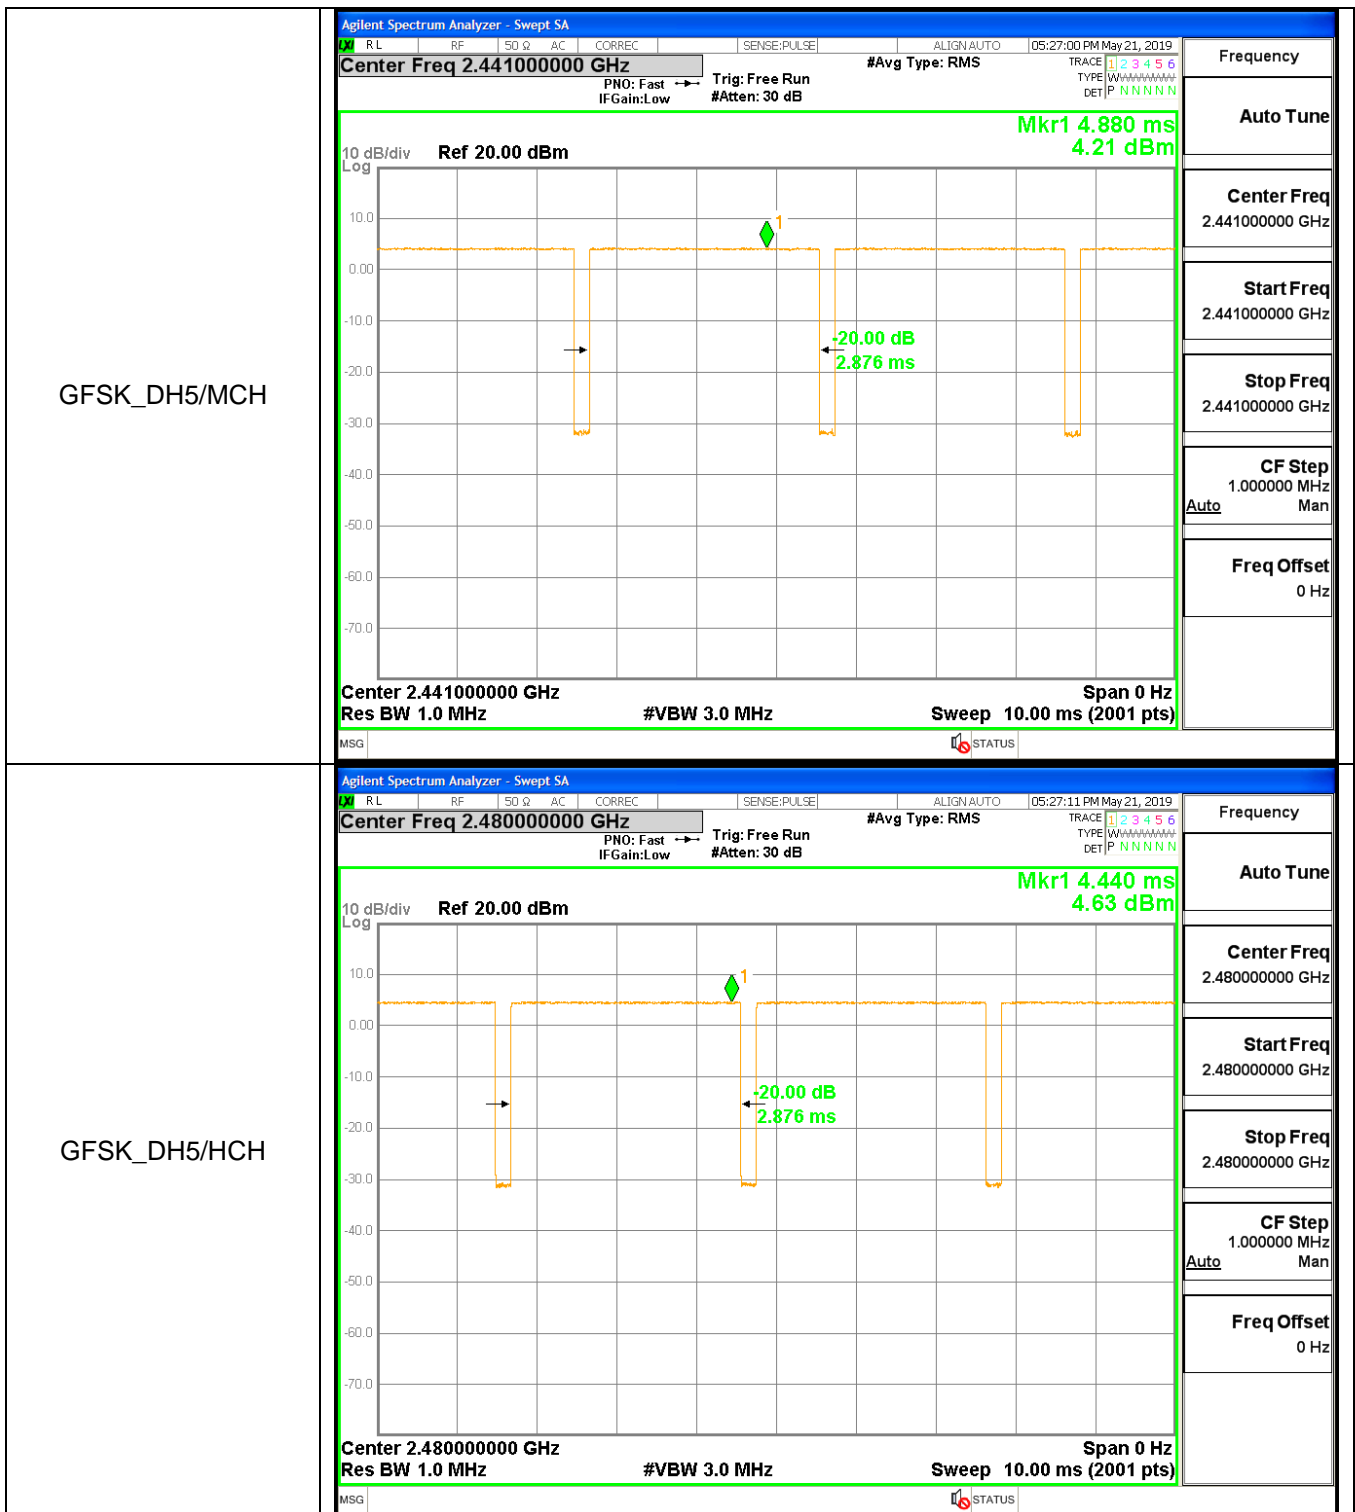 GFSK_DH5/MCH
Agilent Spectrum Analyzer - Swept SA
LXI RL RF 50 Ω AC CORREC SENSE:PULSE ALIGN AUTO 05:27:00 PM May 21, 2019
Center Freq 2.441000000 GHz
#Avg Type: RMS
TRACE 1 2 3 4 5 6
PNO: Fast
Trig: Free Run
TYPE
IFGain:Low
#Atten: 30 dB
DET P N N N N N
Mkr1 4.880 ms
4.21 dBm
10 dB/div Ref 20.00 dBm
Log
10.0
1
0.00
-10.0
-20.00 dB
2.876 ms
-20.0
-30.0
-40.0
-50.0
-60.0
-70.0
Center 2.441000000 GHz Span 0 Hz
Res BW 1.0 MHz #VBW 3.0 MHz Sweep 10.00 ms (2001 pts)
MSG STATUS
Frequency
Auto Tune
Center Freq
2.441000000 GHz
Start Freq
2.441000000 GHz
Stop Freq
2.441000000 GHz
CF Step
1.000000 MHz
Auto Man
Freq Offset
0 Hz
GFSK_DH5/HCH
Agilent Spectrum Analyzer - Swept SA
LXI RL RF 50 Ω AC CORREC SENSE:PULSE ALIGN AUTO 05:27:11 PM May 21, 2019
Center Freq 2.480000000 GHz
#Avg Type: RMS
TRACE 1 2 3 4 5 6
PNO: Fast
Trig: Free Run
TYPE
IFGain:Low
#Atten: 30 dB
DET P N N N N N
Mkr1 4.440 ms
4.63 dBm
10 dB/div Ref 20.00 dBm
Log
10.0
1
0.00
-10.0
-20.00 dB
2.876 ms
-20.0
-30.0
-40.0
-50.0
-60.0
-70.0
Center 2.480000000 GHz Span 0 Hz
Res BW 1.0 MHz #VBW 3.0 MHz Sweep 10.00 ms (2001 pts)
MSG STATUS
Frequency
Auto Tune
Center Freq
2.480000000 GHz
Start Freq
2.480000000 GHz
Stop Freq
2.480000000 GHz
CF Step
1.000000 MHz
Auto Man
Freq Offset
0 Hz